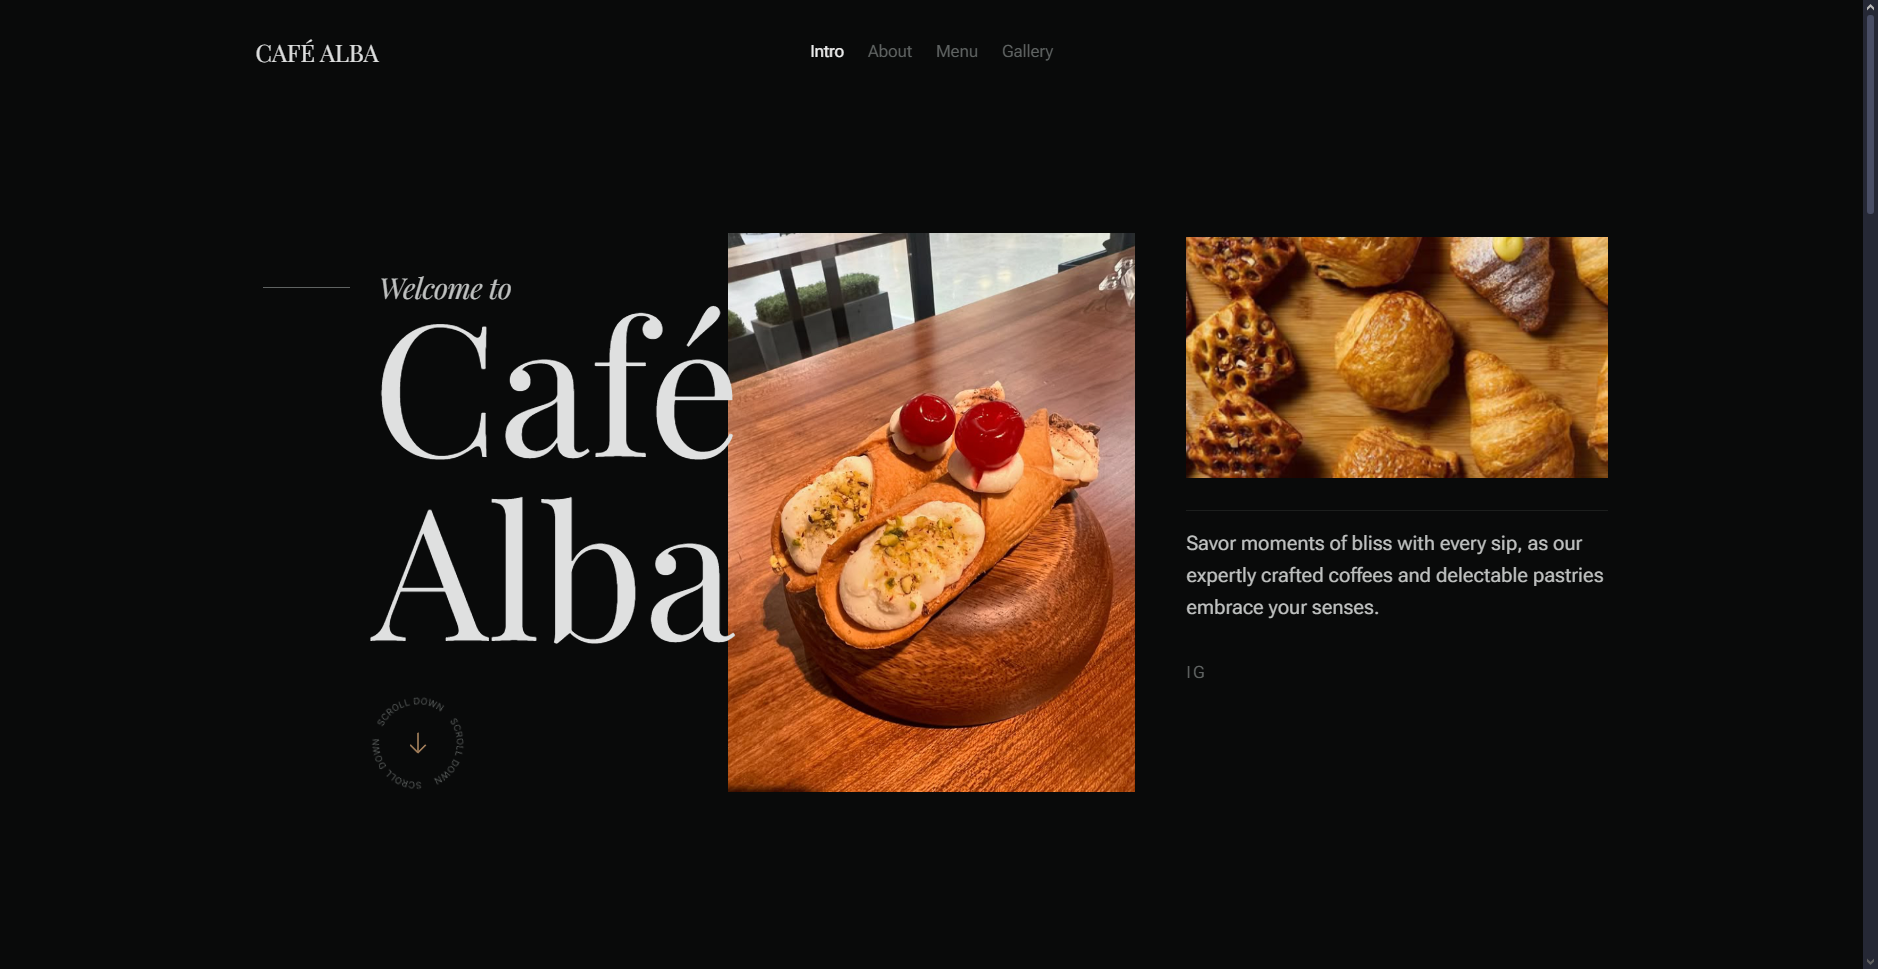 CAFÉ ALBA
Intro
About
Menu
Gallery
Welcome to
Café
Alba
SCROLL DOWN SCROLL DOWN SCROLL DOWN
Savor moments of bliss with every sip, as our
expertly crafted coffees and delectable pastries
embrace your senses.
IG